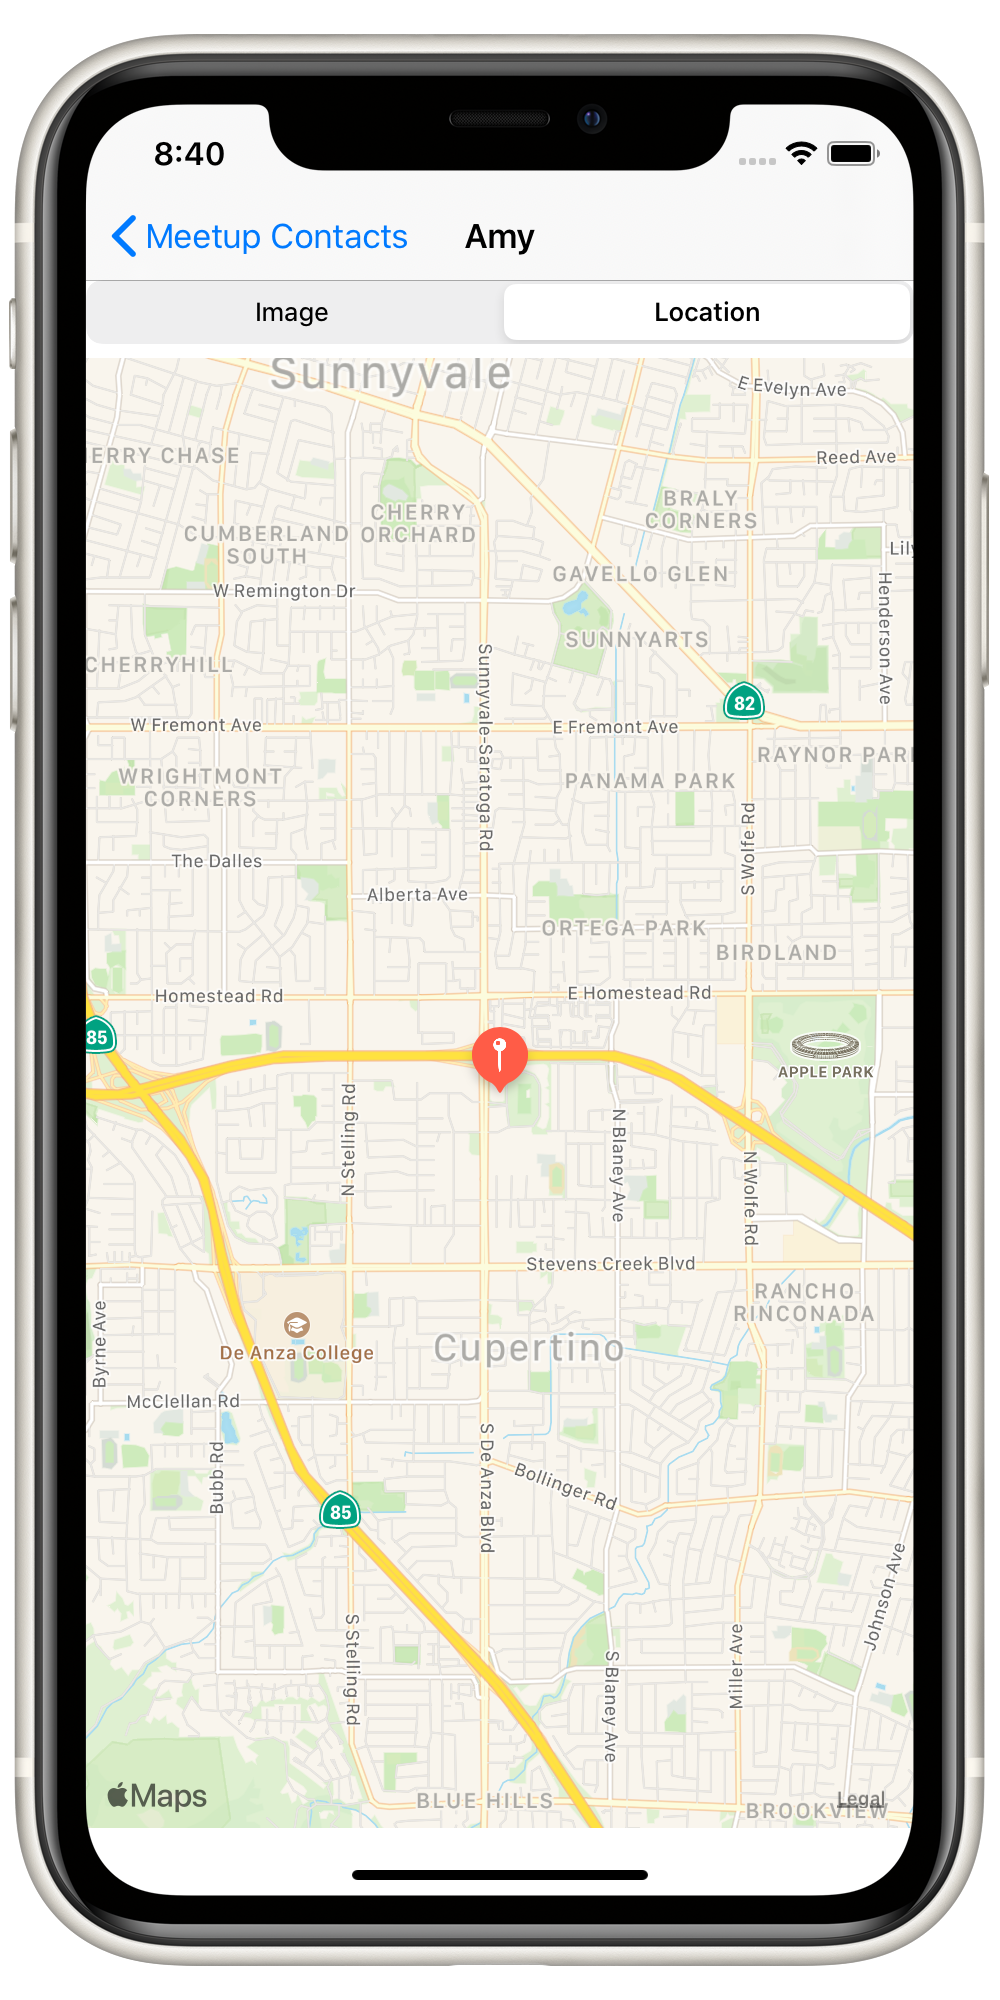 8:40
Meetup Contacts
Amy
Image
Location
Sunnyvale
E Evelyn Ave
ERRY CHASE
Reed Ave
BRALY
CORNERS
CHERRY
ORCHARD
CUMBERLAND
SOUTH
Lily
GAVELLO GLEN
W Remington Dr
Henderson Ave
SUNNYARTS
CHERRYHILL
Sunnyvale-Saratoga Rd
82
W Fremont Ave
E Fremont Ave
RAYNOR PARK
WRIGHTMONT
CORNERS
PANAMA PARK
S Wolfe Rd
The Dalles
Alberta Ave
ORTEGA PARK
BIRDLAND
Homestead Rd
E Homestead Rd
85
APPLE PARK
N Stelling Rd
N Blaney Ave
N Wolfe Rd
Stevens Creek Blvd
RANCHO
RINCONADA
Byrne Ave
De Anza College
Cupertino
McClellan Rd
Bubb Rd
S De Anza Blvd
Bollinger Rd
85
Johnson Ave
S Stelling Rd
S Blaney Ave
Miller Ave
Maps
BLUE HILLS
Legal
BROOKVIEW